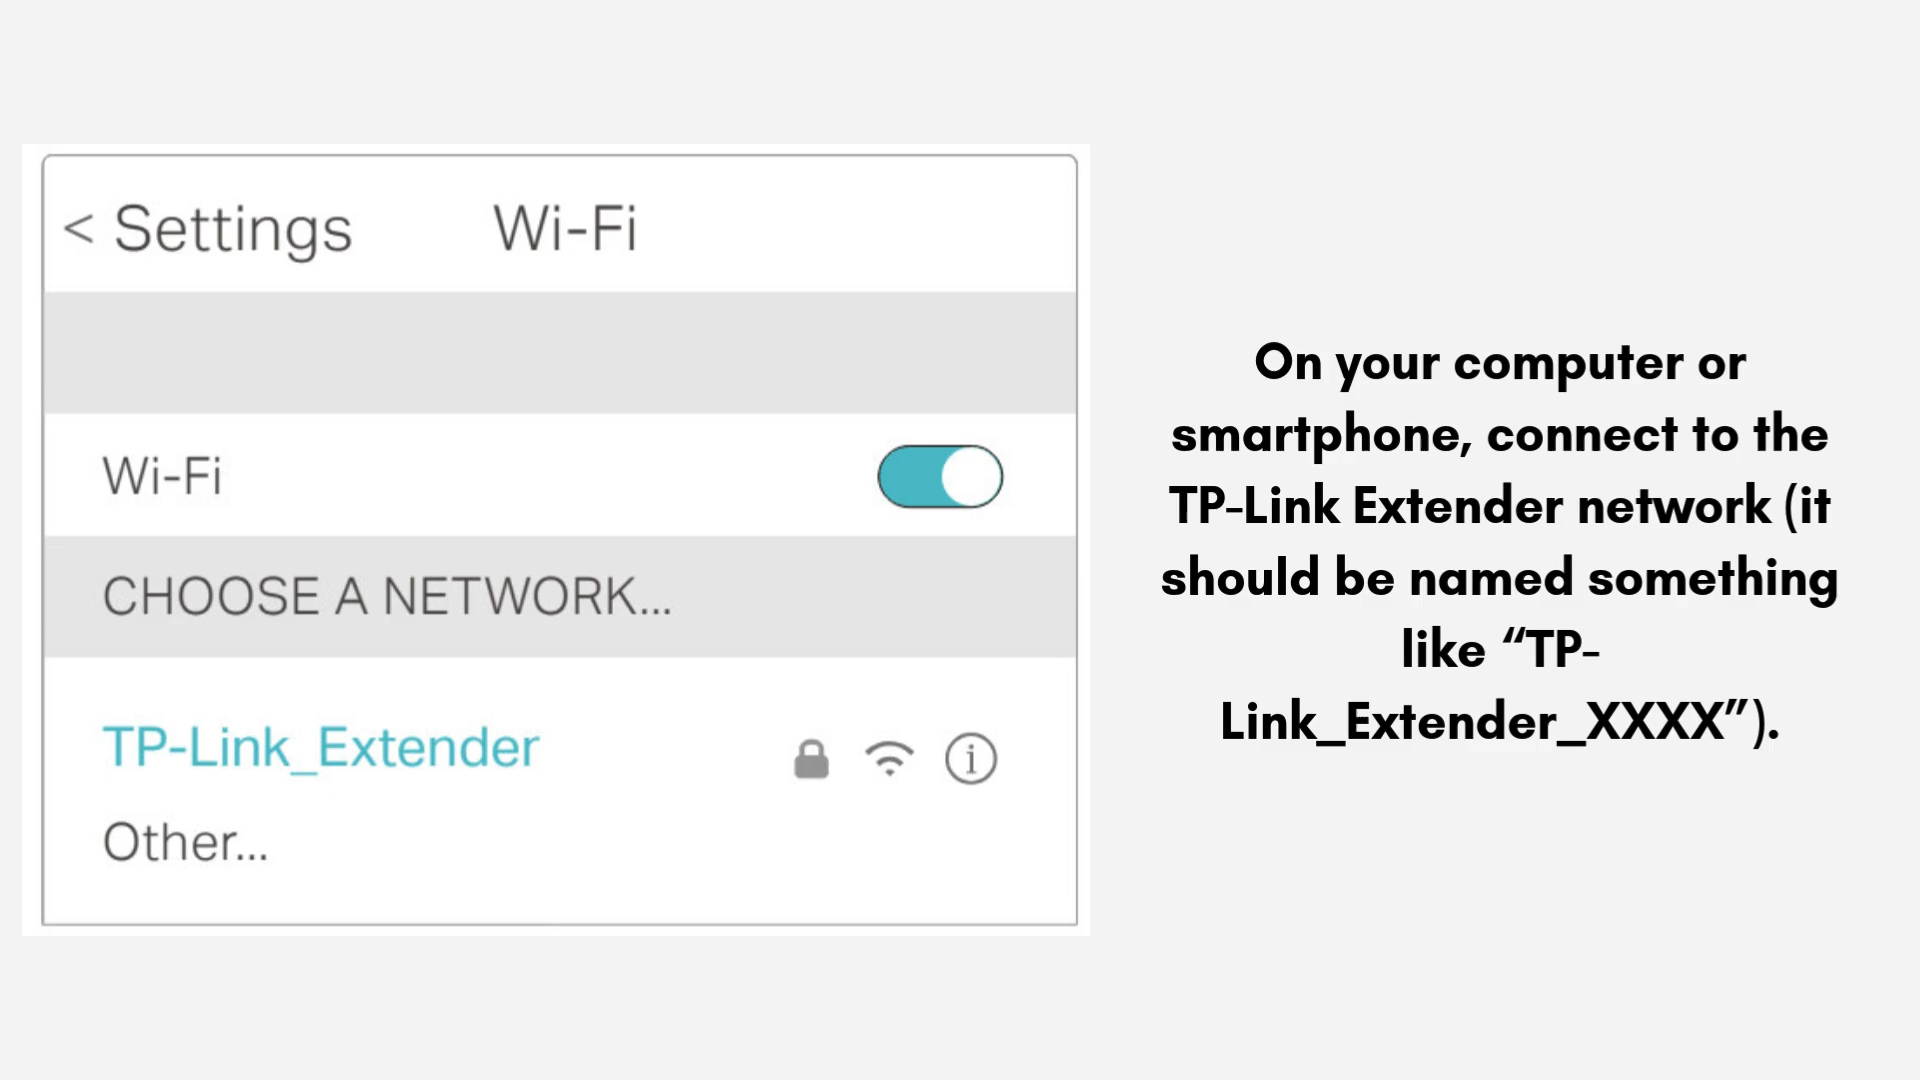 < Settings Wi-Fi
Wi-Fi
CHOOSE A NETWORK...
TP-Link_Extender
Other...
On your computer or
smartphone, connect to the
TP-Link Extender network (it
should be named something
like “TP-
Link_Extender_XXXX”).